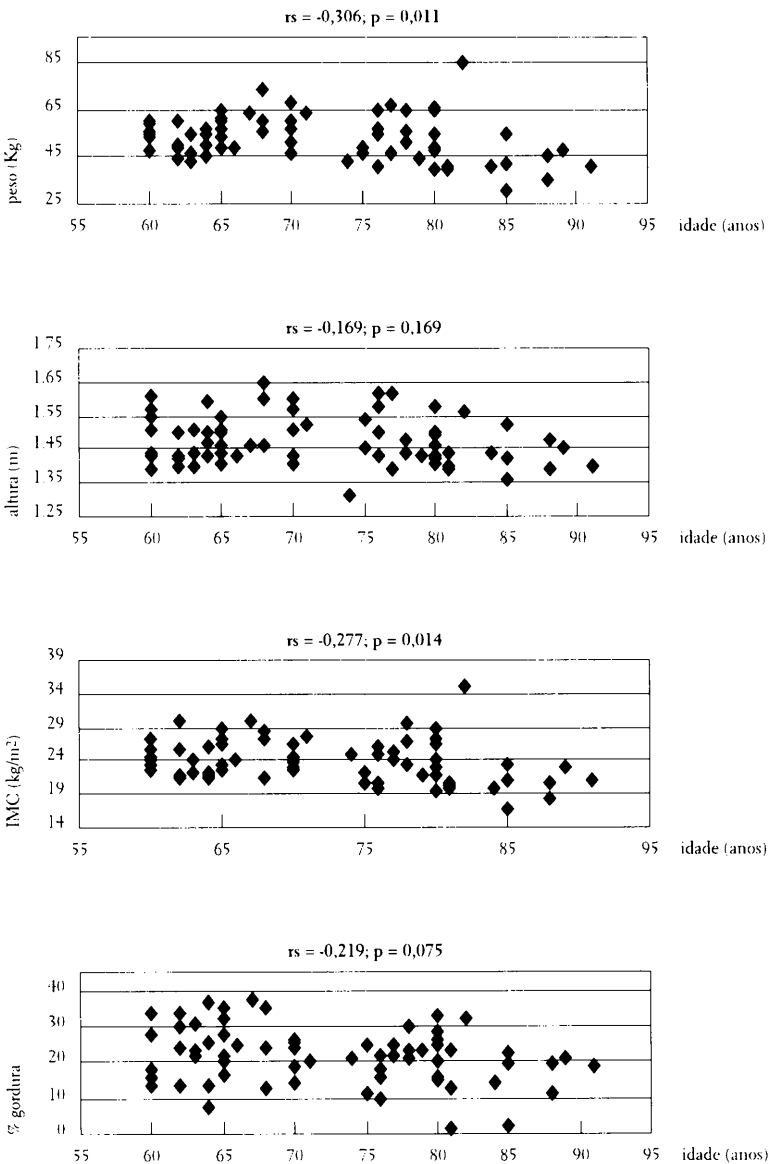 rs = -0,306; p = 0,011
85
65
45
25
peso (Kg)
55 60 65 70 75 80 85 90 95 idade (anos)
rs = -0,169; p = 0,169
1.75
1.65
1.55
1.45
1.35
1.25
altura (m)
55 60 65 70 75 80 85 90 95 idade (anos)
rs = -0,277; p = 0,014
39
34
29
24
19
14
IMC (kg/m²)
55 65 75 85 95 idade (anos)
rs = -0,219; p = 0,075
40
30
20
10
0
% gordura
55 60 65 70 75 80 85 90 95 idade (anos)